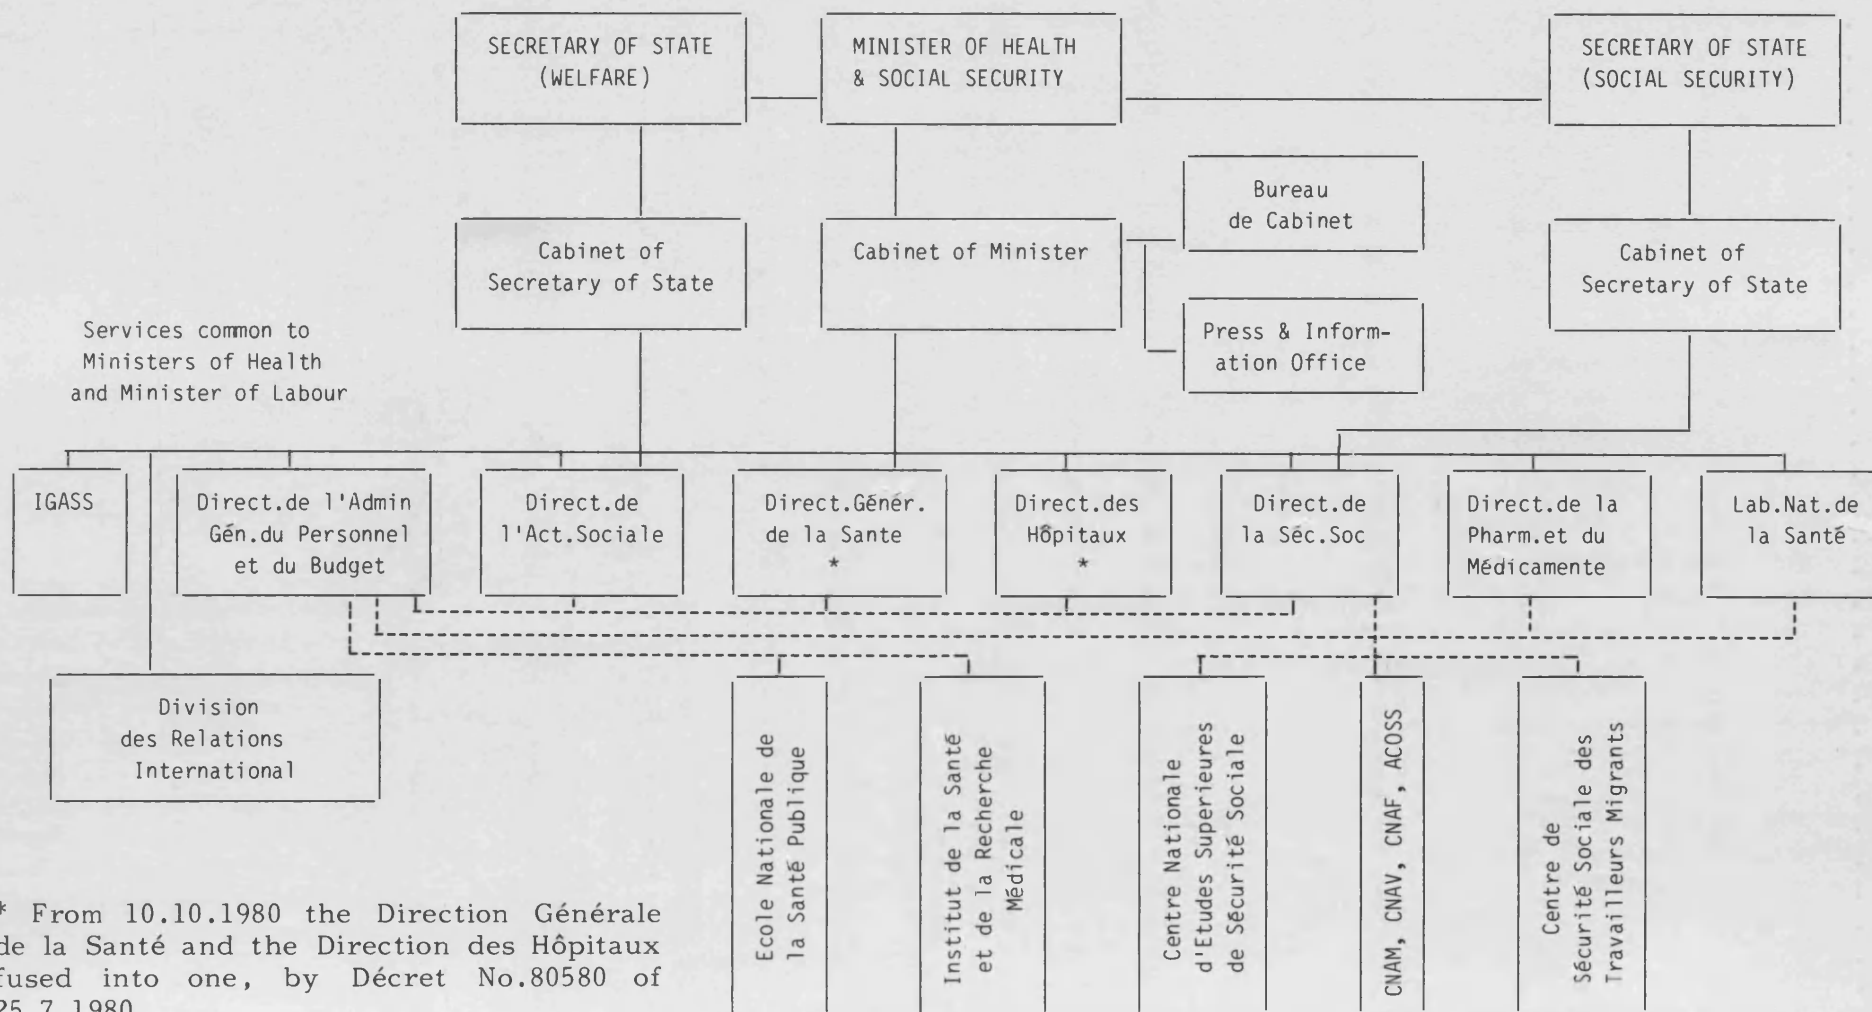 SECRETARY OF STATE
(WELFARE)
MINISTER OF HEALTH
& SOCIAL SECURITY
SECRETARY OF STATE
(SOCIAL SECURITY)
Bureau
de Cabinet
Cabinet of
Secretary of State
Cabinet of Minister
Cabinet of
Secretary of State
Press & Inform-
ation Office
Services common to
Ministers of Health
and Minister of Labour
IGASS
Direct.de l'Admin
Gén.du Personnel
et du Budget
Direct.de
l'Act.Sociale
Direct.Génér.
de la Sante
*
Direct.des
Hôpitaux
*
Direct.de
la Séc.Soc
Direct.de la
Pharm.et du
Médicamente
Lab.Nat.de
la Santé
Division
des Relations
International
Ecole Nationale de
la Santé Publique
Institut de la Santé
et de la Recherche
Médicale
Centre Nationale
d'Etudes Superieures
de Sécurité Sociale
CNAM, CNAV, CNAF, ACOSS
Centre de
Sécurité Sociale des
Travailleurs Migrants
* From 10.10.1980 the Direction Générale
de la Santé and the Direction des Hôpitaux
fused into one, by Décret No.80580 of
25.7.1980